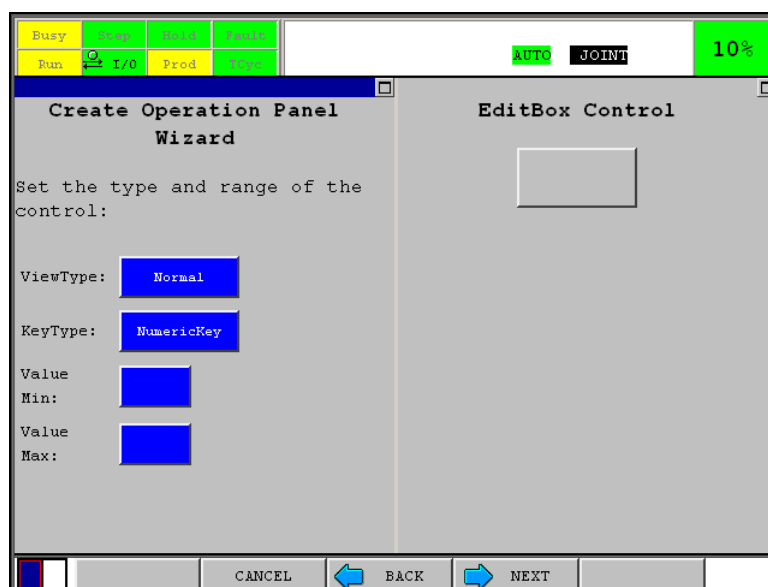 Busy Step Hold Fault
Run I/O Prod TCyc
AUTO JOINT 10%
Create Operation Panel
Wizard
Set the type and range of the
control:
ViewType: Normal
KeyType: NumericKey
Value
Min:
Value
Max:
EditBox Control
CANCEL BACK NEXT